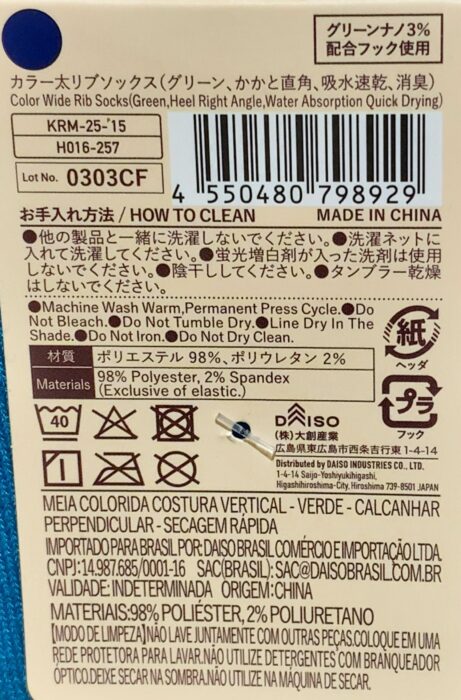 グリーンナノ3%
配合フック使用
カラー太リブソックス(グリーン、かかと直角、吸水速乾、消臭)
Color Wide Rib Socks(Green,Heel Right Angle,Water Absorption Quick Drying)
KRM-25-'15
H016-257
Lot No. 0303CF
4 550480 798929
お手入れ方法 / HOW TO CLEAN
MADE IN CHINA
●他の製品と一緒に洗濯しないでください。●洗濯ネットに
入れて洗濯してください。●蛍光増白剤が入った洗剤は使用
しないでください。●陰干ししてください。●タンブラー乾燥
はしないでください。
●Machine Wash Warm,Permanent Press Cycle.●Do
Not Bleach.●Do Not Tumble Dry.●Line Dry In The
Shade.●Do Not Iron.●Do Not Dry Clean.
紙
ヘッダ
材質 ポリエステル 98%、ポリウレタン 2%
Materials 98% Polyester, 2% Spandex
(Exclusive of elastic.)
プラ
フック
40
DAISO
(株)大創産業
広島県東広島市西条吉行東 1-4-14
Distributed by DAISO INDUSTRIES CO., LTD.
1-4-14 Saijo-Yoshiyukihigashi,
Higashihiroshima-City, Hiroshima 739-8501 JAPAN
MEIA COLORIDA COSTURA VERTICAL - VERDE - CALCANHAR
PERPENDICULAR - SECAGEM RÁPIDA
IMPORTADO PARA BRASIL POR: DAISO BRASIL COMÉRCIO E IMPORTAÇÃO LTDA.
CNPJ: 14.987.685/0001-16 SAC(BRASIL): SAC@DAISOBRASIL.COM.BR
VALIDADE: INDETERMINADA ORIGEM: CHINA
MATERIAIS:98% POLIÉSTER, 2% POLIURETANO
【MODO DE LIMPEZA】NÃO LAVE JUNTAMENTE COM OUTRAS PEÇAS.COLOQUE EM UMA
REDE PROTETORA PARA LAVAR.NÃO UTILIZE DETERGENTES COM BRANQUEADOR
ÓPTICO.DEIXE SECAR NA SOMBRA.NÃO UTILIZE NA MÁQUINA DE SECAR.